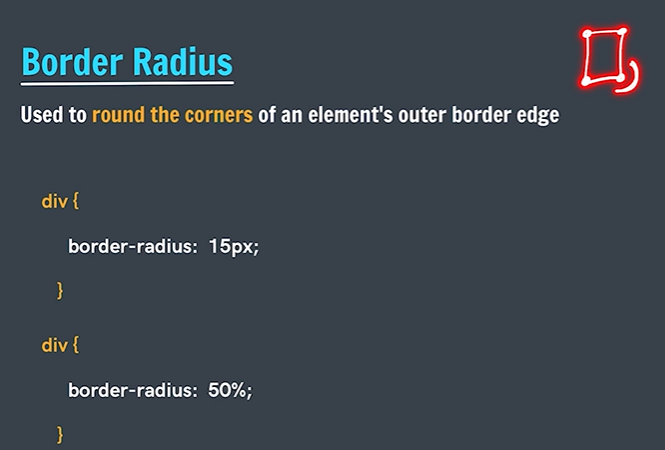 Border Radius
Used to round the corners of an element's outer border edge
div {
border-radius: 15px;
}
div {
border-radius: 50%;
}